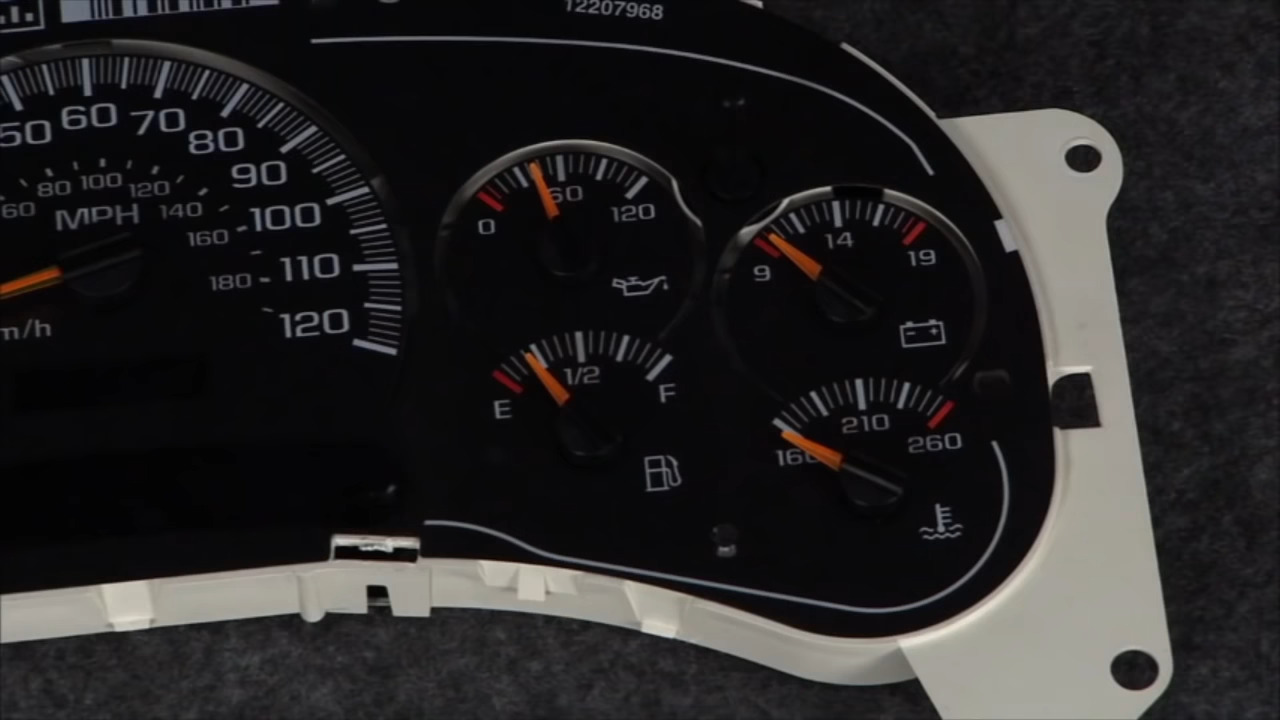 12207968
50 60 70 80 90 100 110 120
60 80 100 120 140 160 180
MPH
m/h
0 60 120
9 14 19
E 1/2 F
160 210 260